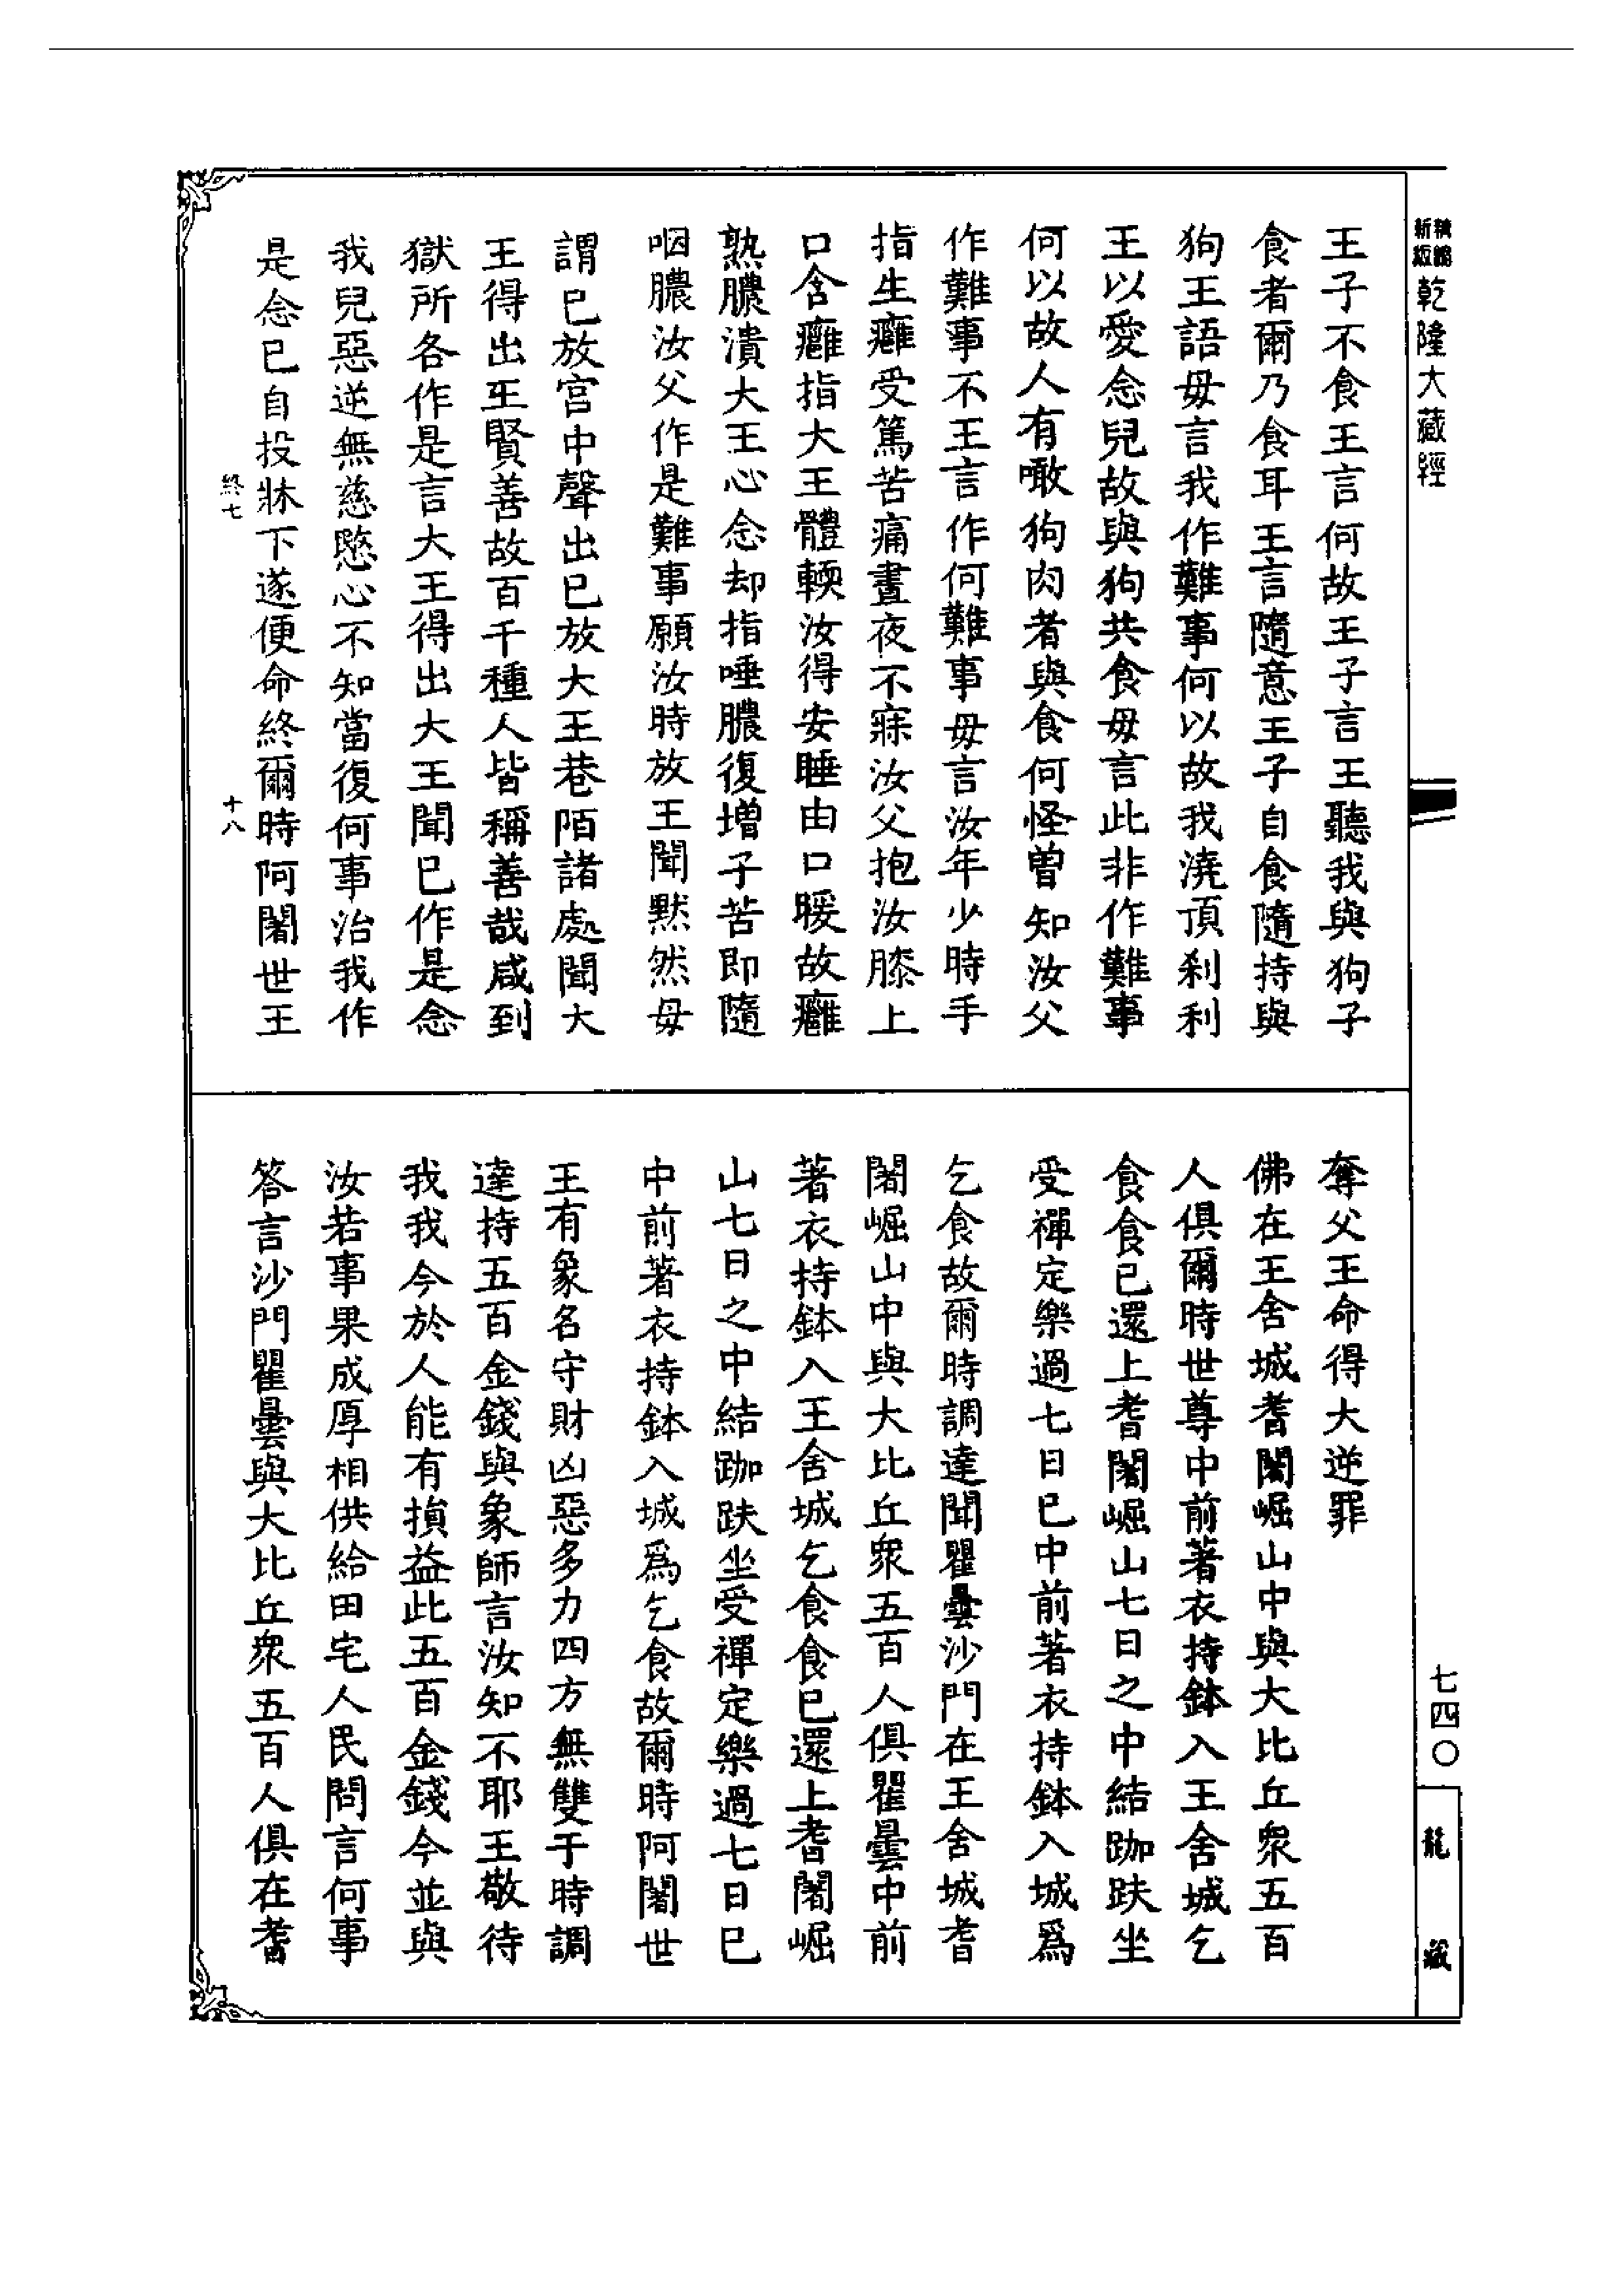 新縮
版編
乾隆大藏經
王子不食王言何故王子言王聽我與狗子
食者爾乃食耳王言隨意王子自食隨持與
狗王語母言我作難事何以故我澆頂刹利
王以愛念兒故與狗共食母言此非作難事
何以故人有噉狗肉者與食何怪曽知汝父
作難事不王言作何難事母言汝年少時手
指生癰受篤苦痛晝夜不寐汝父抱汝膝上
口含癰指大王體輭汝得安睡由口暖故癰
熟膿潰大王心念却指唾膿復增子苦即隨
咽膿汝父作是難事願汝時放王聞默然母
謂已放宮中聲出已放大王巷陌諸處聞大
王得出王賢善故百千種人皆稱善哉咸到
獄所各作是言大王得出大王聞已作是念
我兒惡逆無慈愍心不知當復何事治我作
是念已自投牀下遂便命終爾時阿闍世王
終七
十八
奪父王命得大逆罪
佛在王舍城耆闍崛山中與大比丘衆五百
人俱爾時世尊中前著衣持鉢入王舍城乞
食食已還上耆闍崛山七日之中結跏趺坐
受禪定樂過七日已中前著衣持鉢入城爲
乞食故爾時調達聞瞿曇沙門在王舍城耆
闍崛山中與大比丘衆五百人俱瞿曇中前
著衣持鉢入王舍城乞食食已還上耆闍崛
山七日之中結跏趺坐受禪定樂過七日已
中前著衣持鉢入城爲乞食故爾時阿闍世
王有象名守財凶惡多力四方無雙于時調
達持五百金錢與象師言汝知不耶王敬待
我我今於人能有損益此五百金錢今並與
汝若事果成厚相供給田宅人民問言何事
答言沙門瞿曇與大比丘衆五百人俱在耆
七四〇
龍藏